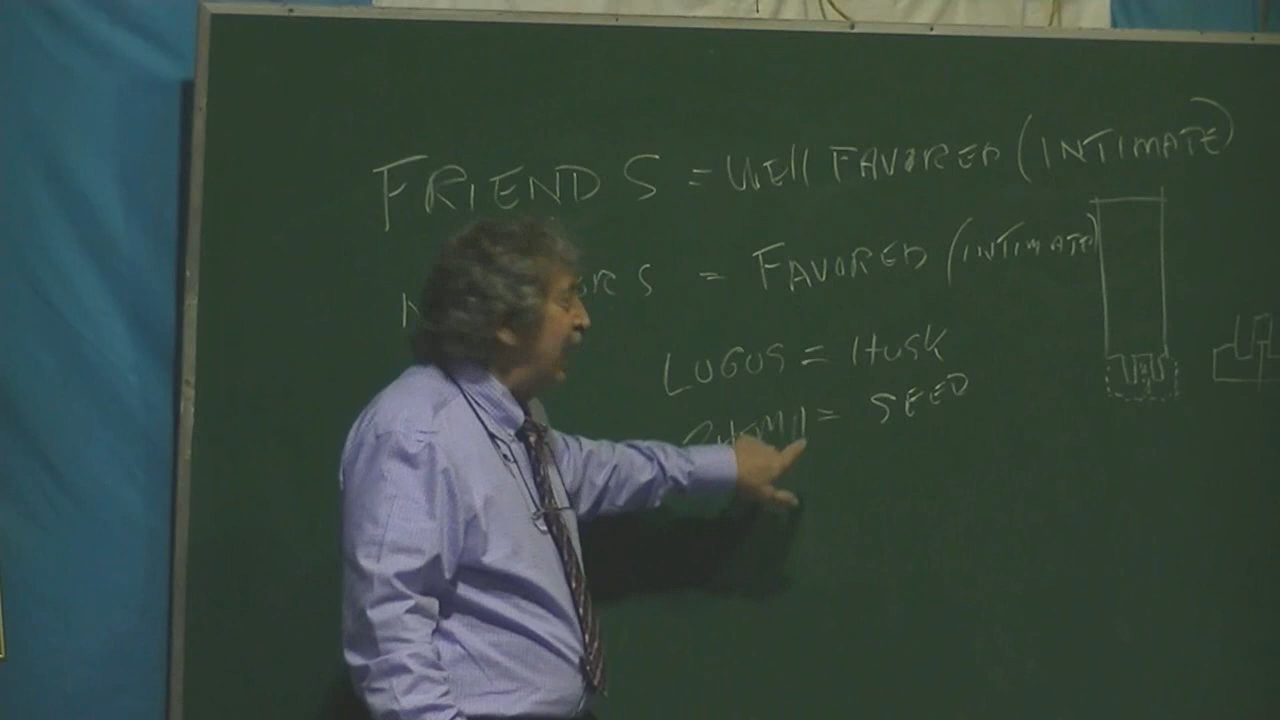 FRIENDS = WELL FAVORED (INTIMATE)
= FAVORED (INTIMATE)
LOGOS = HUSK
= SEED